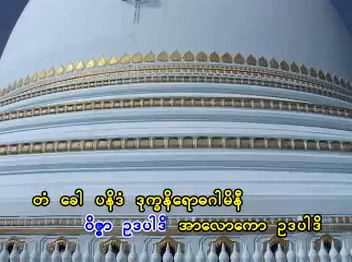 တံ ခေါ ပနိဒံ ဒုက္ခနိရောဓဂါမိနီ
ဝိဇ္ဇာ ဥဒပါဒိ အာလောကော ဥဒပါဒိ